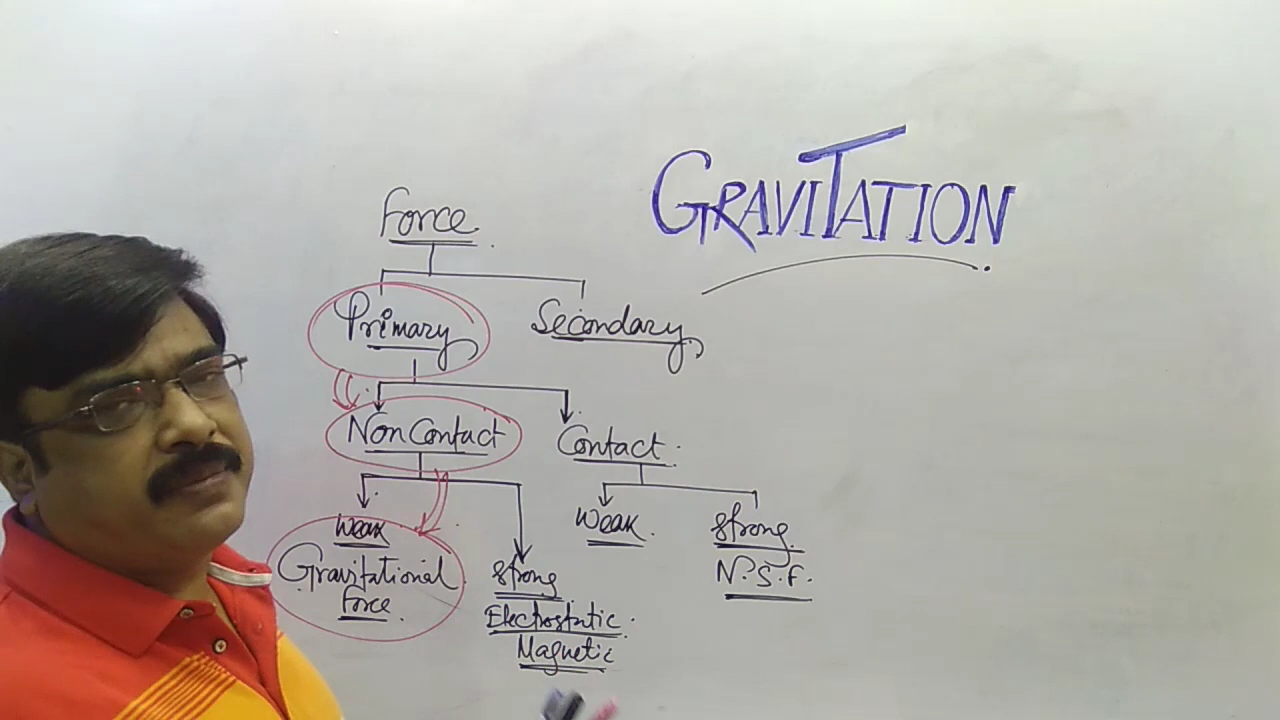 GRAVITATION
Force
Primary Secondary
Non Contact Contact
Weak Strong
Gravitational
Force
Weak Strong
Electrostatic N.S.F.
Magnetic